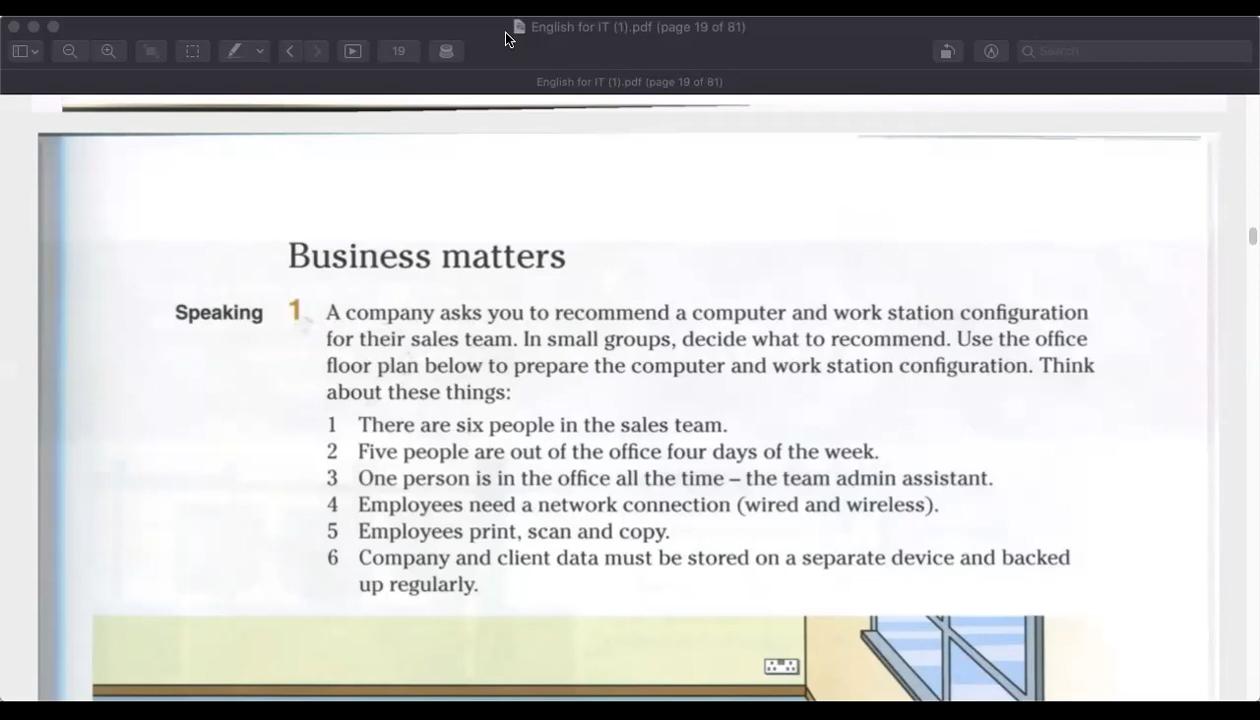 English for IT (1).pdf (page 19 of 81)
19
Search
English for IT (1).pdf (page 19 of 81)
Business matters
Speaking 1 A company asks you to recommend a computer and work station configuration
for their sales team. In small groups, decide what to recommend. Use the office
floor plan below to prepare the computer and work station configuration. Think
about these things:
1 There are six people in the sales team.
2 Five people are out of the office four days of the week.
3 One person is in the office all the time – the team admin assistant.
4 Employees need a network connection (wired and wireless).
5 Employees print, scan and copy.
6 Company and client data must be stored on a separate device and backed
up regularly.